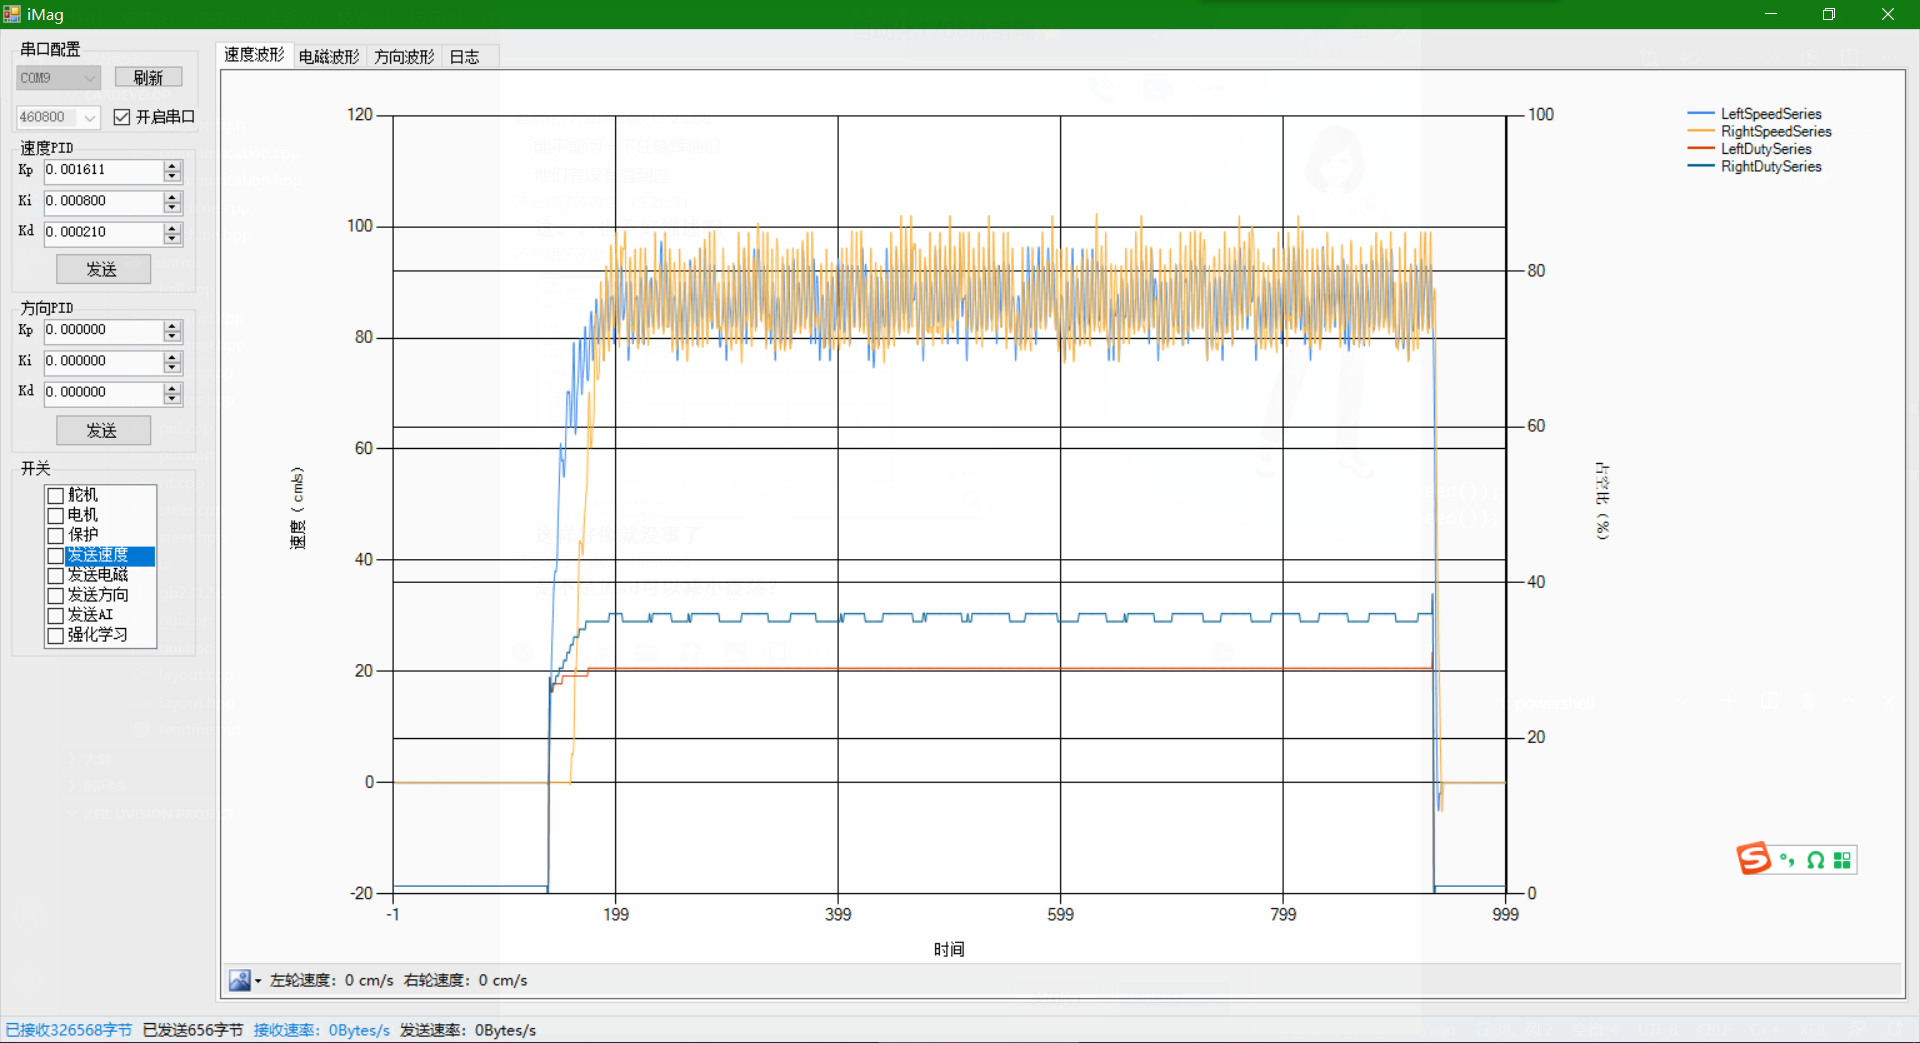 iMag
串口配置
COM9
刷新
460800
开启串口
速度PID
Kp 0.001611
Ki 0.000800
Kd 0.000210
发送
方向PID
Kp 0.000000
Ki 0.000000
Kd 0.000000
发送
开关
舵机
电机
保护
发送速度
发送电磁
发送方向
发送AI
强化学习
速度波形 电磁波形 方向波形 日志
LeftSpeedSeries
RightSpeedSeries
LeftDutySeries
RightDutySeries
速度（cm/s）
120
100
80
60
40
20
0
-20
100
80
60
40
20
0
占空比（%）
-1 199 399 599 799 999
时间
左轮速度： 0 cm/s 右轮速度： 0 cm/s
已接收326568字节 已发送656字节 接收速率： 0Bytes/s 发送速率： 0Bytes/s